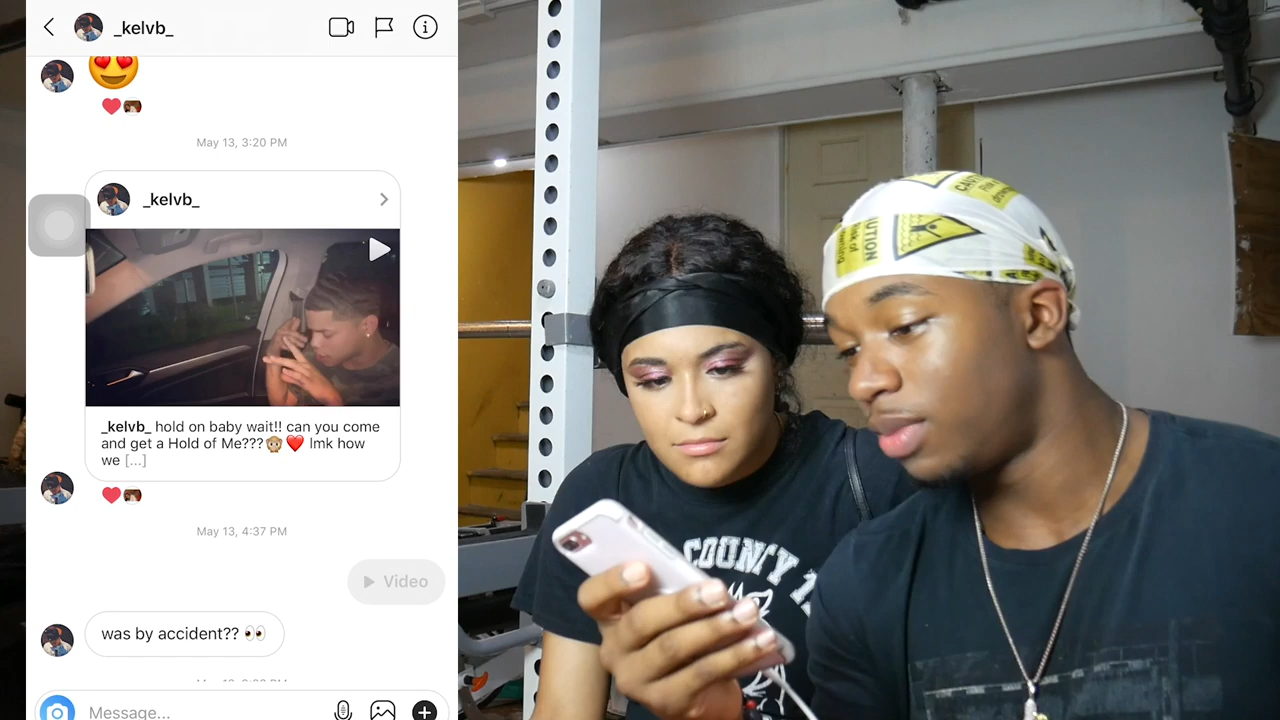 _kelvb_
May 13, 3:20 PM
_kelvb_
_kelvb_ hold on baby wait!! can you come
and get a Hold of Me???🙊❤️ lmk how
we [...]
May 13, 4:37 PM
Video
was by accident?? 👀
Message...
CAUTION
CAUTION
COUNTY